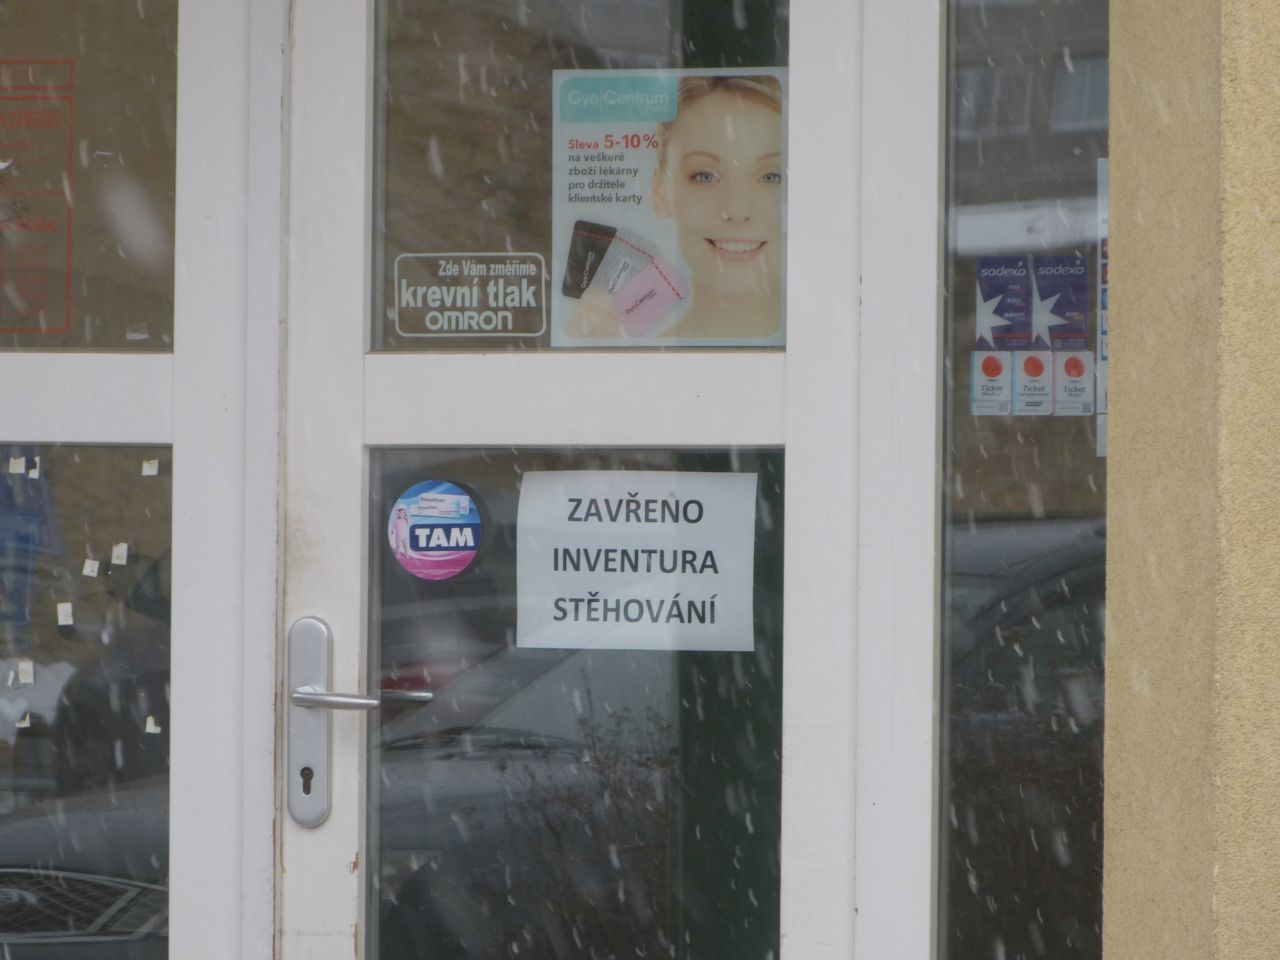 GynCentrum
Sleva 5-10%
na veškeré
zboží lékárny
pro držitele
klientské karty
Zde Vám změříme
krevní tlak
OMRON
sodexo
sodexo
Ticket
Ticket
Ticket
TAM
ZAVŘENO
INVENTURA
STĚHOVÁNÍ